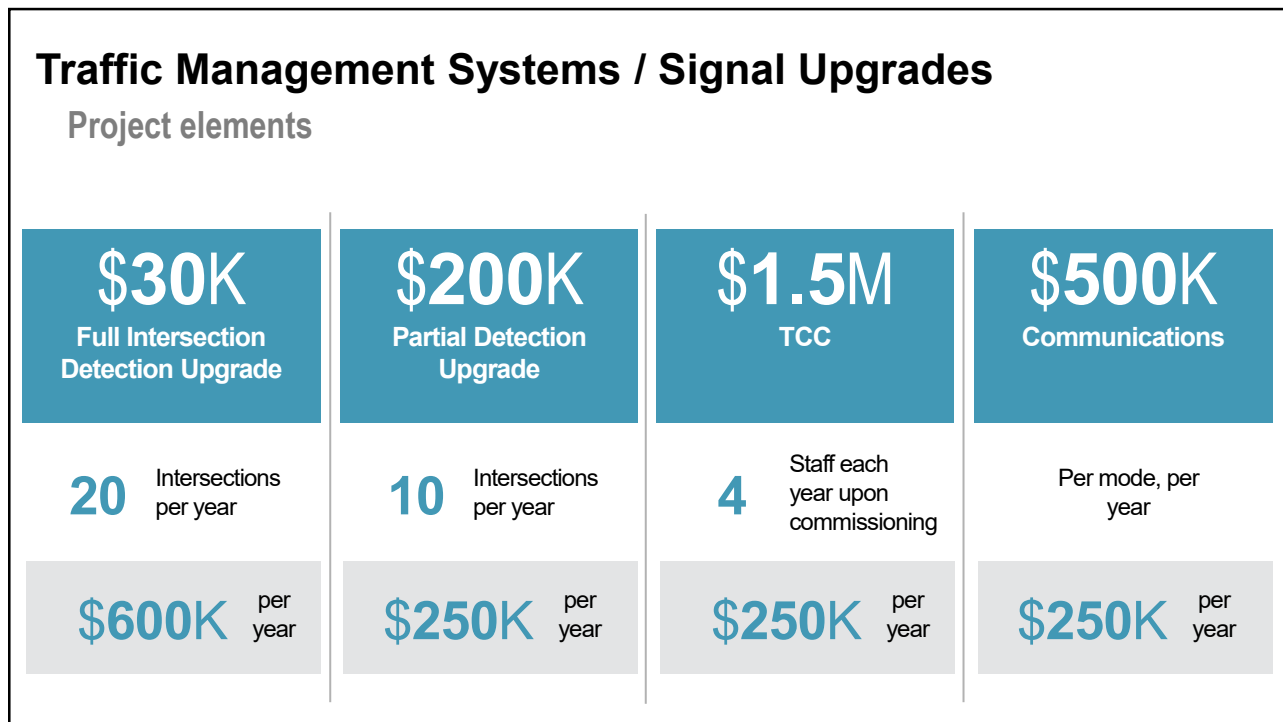 Traffic Management Systems / Signal Upgrades
Project elements
$30K
Full Intersection
Detection Upgrade
20
Intersections
per year
$600K
per
year
$200K
Partial Detection
Upgrade
10
Intersections
per year
$250K
per
year
$1.5M
TCC
4
Staff each
year upon
commissioning
$250K
per
year
$500K
Communications
Per mode, per
year
$250K
per
year